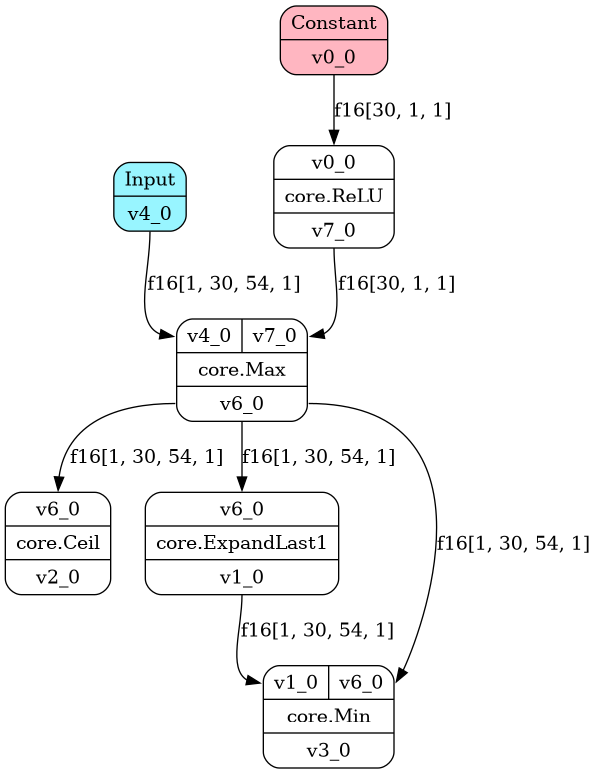 Constant
v0_0
f16[30, 1, 1]
v0_0
core.ReLU
v7_0
Input
v4_0
f16[1, 30, 54, 1]
f16[30, 1, 1]
v4_0 v7_0
core.Max
v6_0
f16[1, 30, 54, 1]
f16[1, 30, 54, 1]
f16[1, 30, 54, 1]
v6_0
core.Ceil
v2_0
v6_0
core.ExpandLast1
v1_0
f16[1, 30, 54, 1]
v1_0 v6_0
core.Min
v3_0